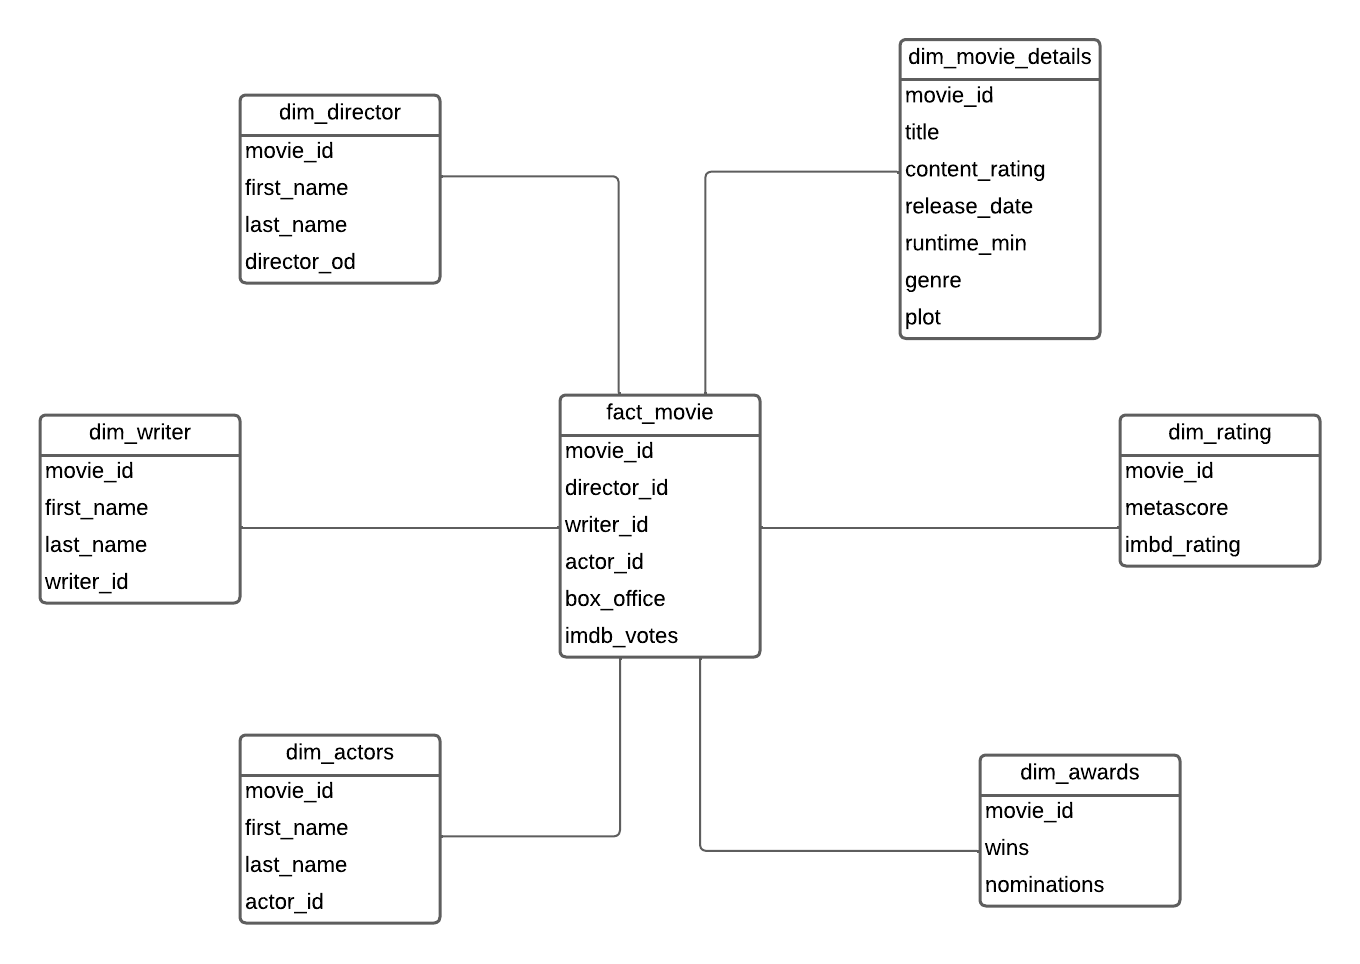 dim_movie_details
movie_id
title
content_rating
release_date
runtime_min
genre
plot
dim_director
movie_id
first_name
last_name
director_od
fact_movie
movie_id
director_id
writer_id
actor_id
box_office
imdb_votes
dim_writer
movie_id
first_name
last_name
writer_id
dim_rating
movie_id
metascore
imbd_rating
dim_actors
movie_id
first_name
last_name
actor_id
dim_awards
movie_id
wins
nominations